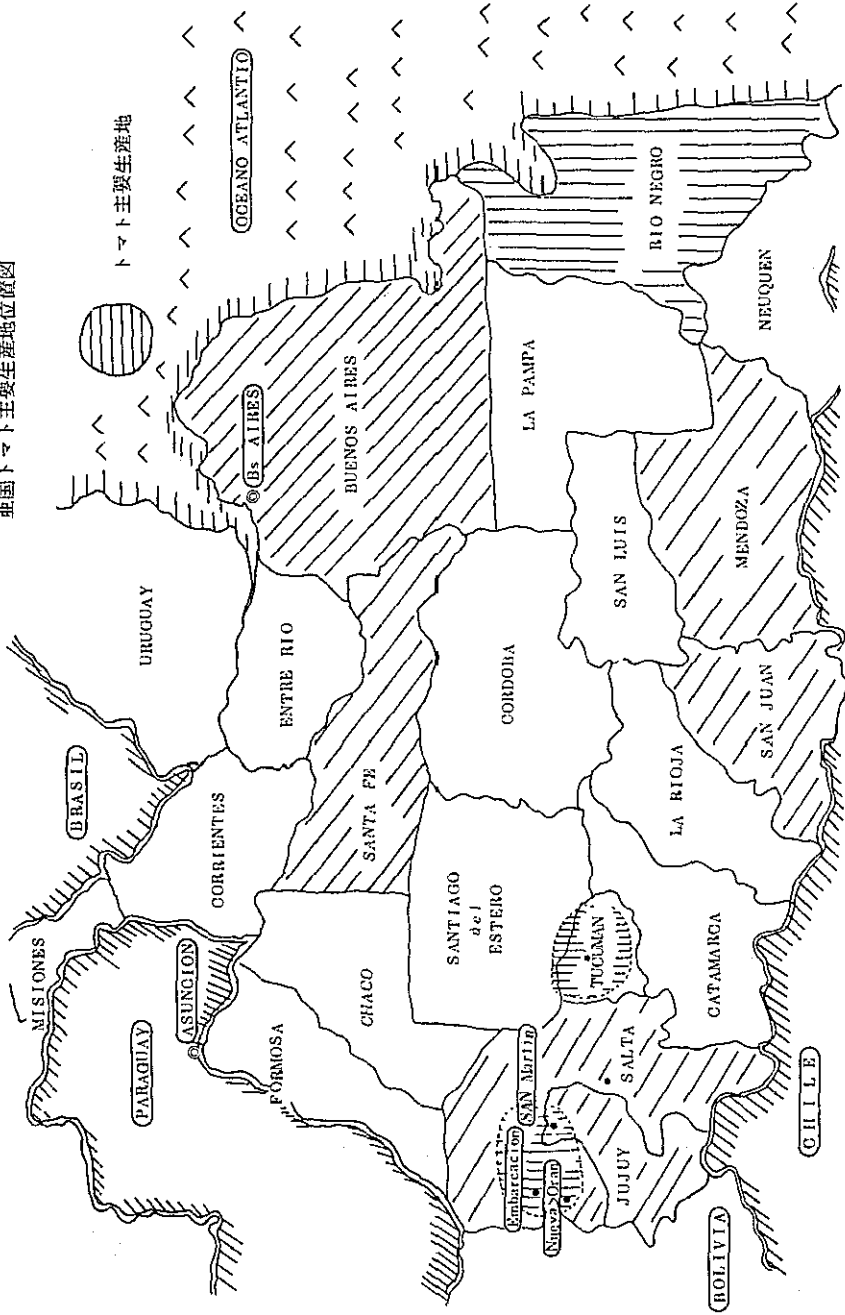 亜国トマト主要生産地位置図
トマト主要生産地
OCEANO ATLANTIO
MISIONES
BRASIL
URUGUAY
PARAGUAY
ASUNCION
CORRIENTES
ENTRE RIO
Bs AIRES
FORMOSA
CHACO
SANTA FE
BUENOS AIRES
SANTIAGO
del
ESTERO
CORDOBA
LA PAMPA
RIO NEGRO
SAN Martin
Embarcacion
Nueva Oran
TUCUMAN
SAN LUIS
JUJUY
SALTA
CATAMARCA
LA RIOJA
SAN JUAN
MENDOZA
NEUQUEN
BOLIVIA
CHILE